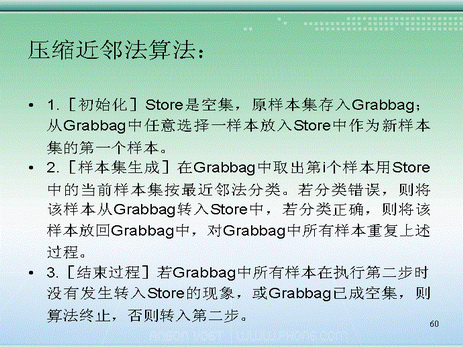 压缩近邻法算法：
• 1.［初始化］Store是空集，原样本集存入Grabbag；
从Grabbag中任意选择一样本放入Store中作为新样本
集的第一个样本。
• 2.［样本集生成］在Grabbag中取出第i个样本用Store
中的当前样本集按最近邻法分类。若分类错误，则将
该样本从Grabbag转入Store中，若分类正确，则将该
样本放回Grabbag中，对Grabbag中所有样本重复上述
过程。
• 3.［结束过程］若Grabbag中所有样本在执行第二步时
没有发生转入Store的现象，或Grabbag已成空集，则
算法终止，否则转入第二步。
60